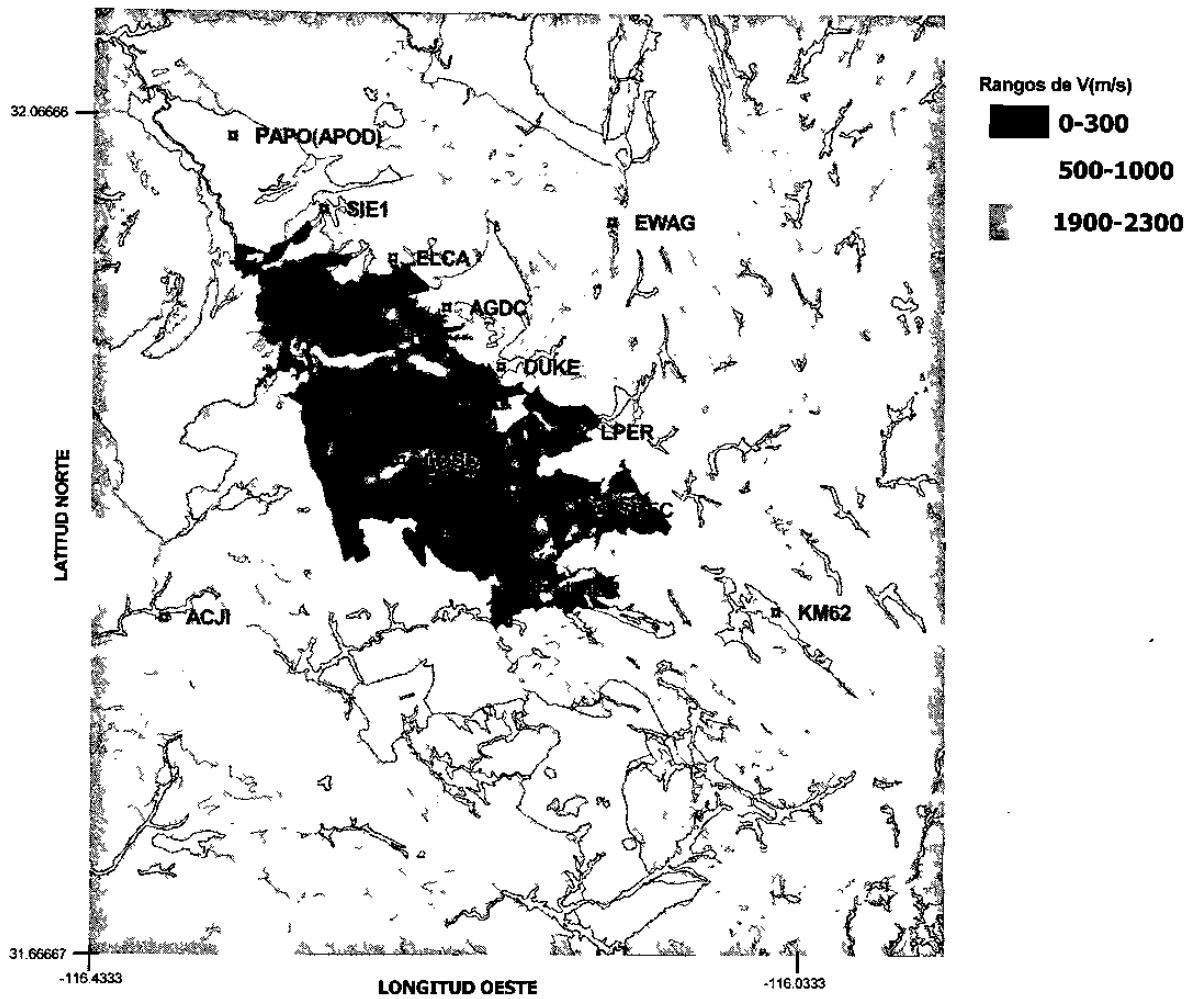 Rangos de V(m/s)
0-300
500-1000
1900-2300
32.06665
PAPO(APOD)
SIE1
EWAG
ELCA
AGDC
DUKE
LPER
LATITUD NORTE
ACJI
KM62
31.66667
-116.4333
LONGITUD OESTE
-116.0333